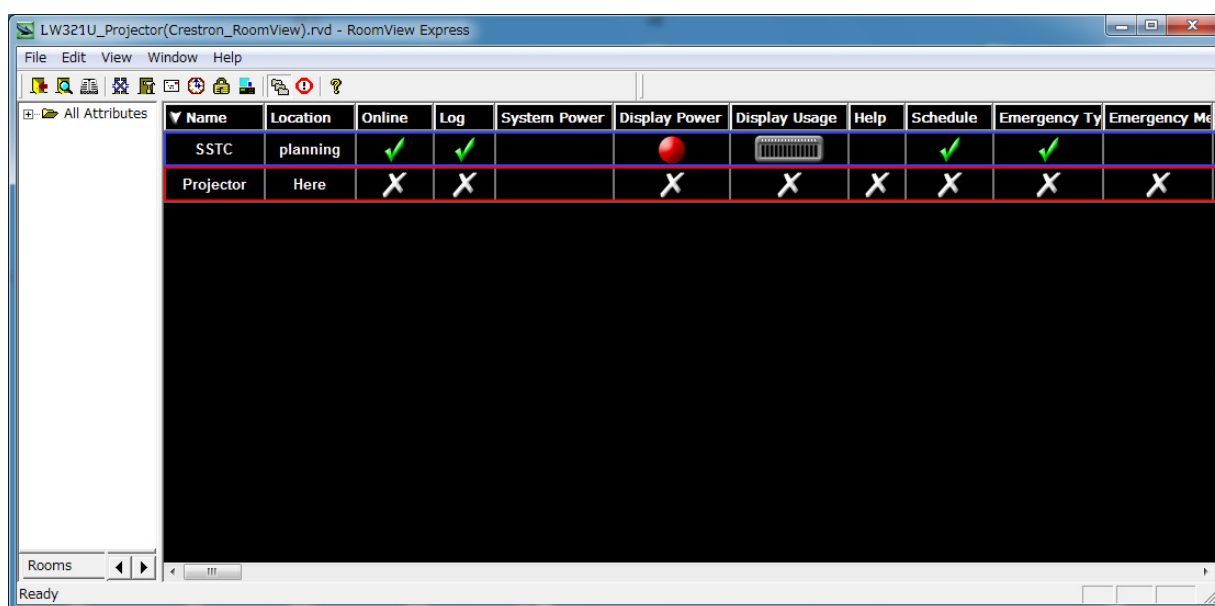 LW321U_Projector(Crestron_RoomView).rvd - RoomView Express
File Edit View Window Help
All Attributes
Name Location Online Log System Power Display Power Display Usage Help Schedule Emergency Ty Emergency Me
SSTC planning
Projector Here
Rooms
Ready